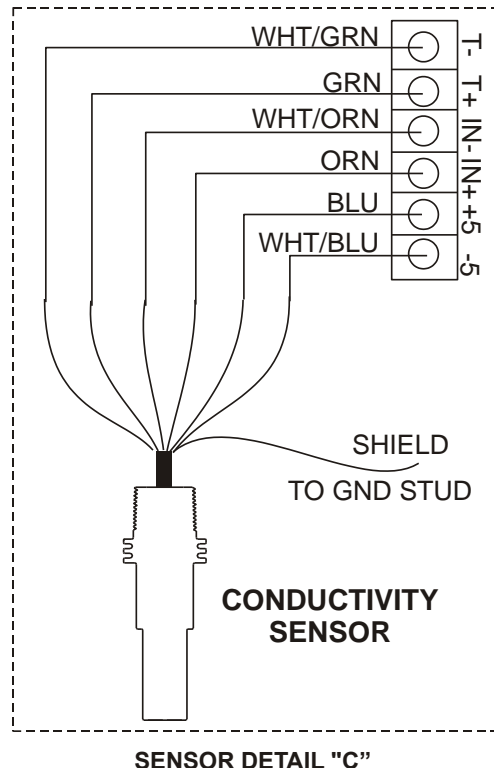 WHT/GRN
T-
GRN
T+
WHT/ORN
IN-
ORN
IN+
BLU
+5
WHT/BLU
-5
SHIELD
TO GND STUD
CONDUCTIVITY
SENSOR
SENSOR DETAIL "C”